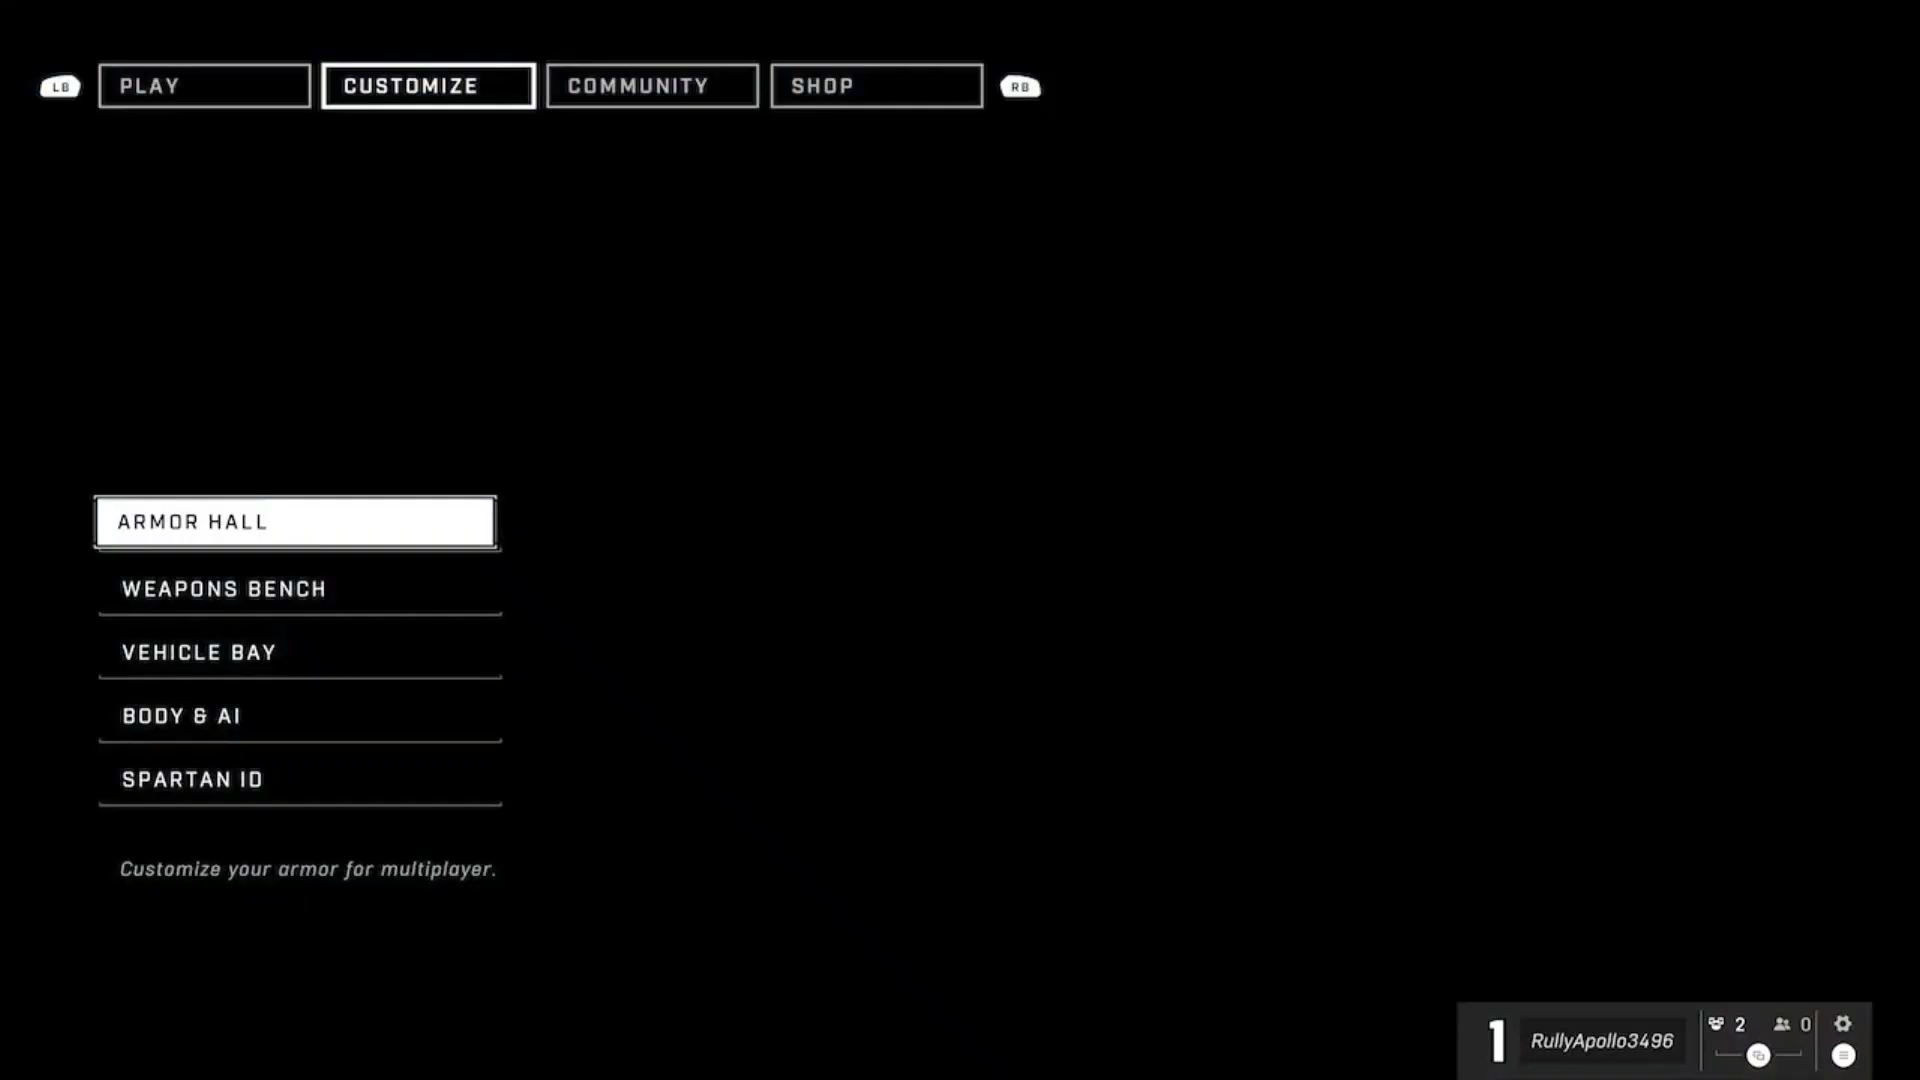 LB PLAY CUSTOMIZE COMMUNITY SHOP RB
ARMOR HALL
WEAPONS BENCH
VEHICLE BAY
BODY & AI
SPARTAN ID
Customize your armor for multiplayer.
1 RullyApollo3496 2 0